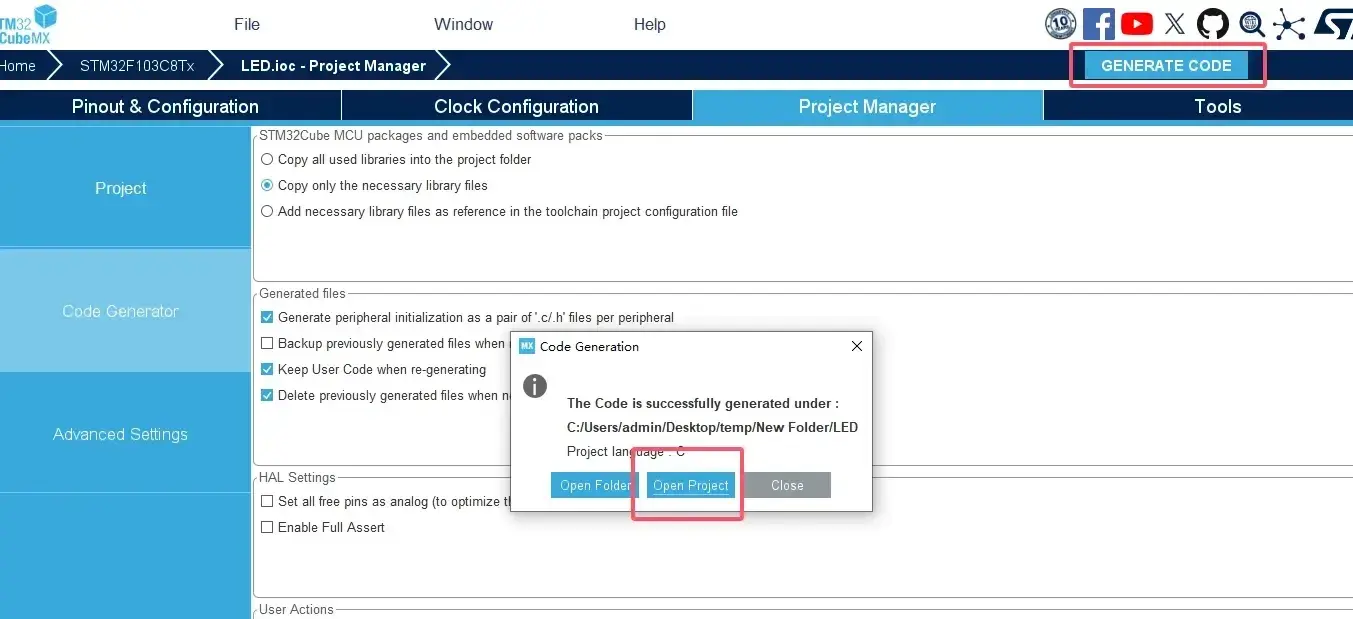 TM32
CubeMX
File Window Help
10
Home STM32F103C8Tx LED.ioc - Project Manager GENERATE CODE
Pinout & Configuration Clock Configuration Project Manager Tools
STM32Cube MCU packages and embedded software packs
Copy all used libraries into the project folder
Copy only the necessary library files
Add necessary library files as reference in the toolchain project configuration file
Project
Code Generator
Advanced Settings
Generated files
Generate peripheral initialization as a pair of '.c/.h' files per peripheral
Backup previously generated files when
Keep User Code when re-generating
Delete previously generated files when
HAL Settings
Set all free pins as analog (to optimize
Enable Full Assert
User Actions
MX Code Generation
The Code is successfully generated under :
C:/Users/admin/Desktop/temp/New Folder/LED
Project language : C
Open Folder Open Project Close